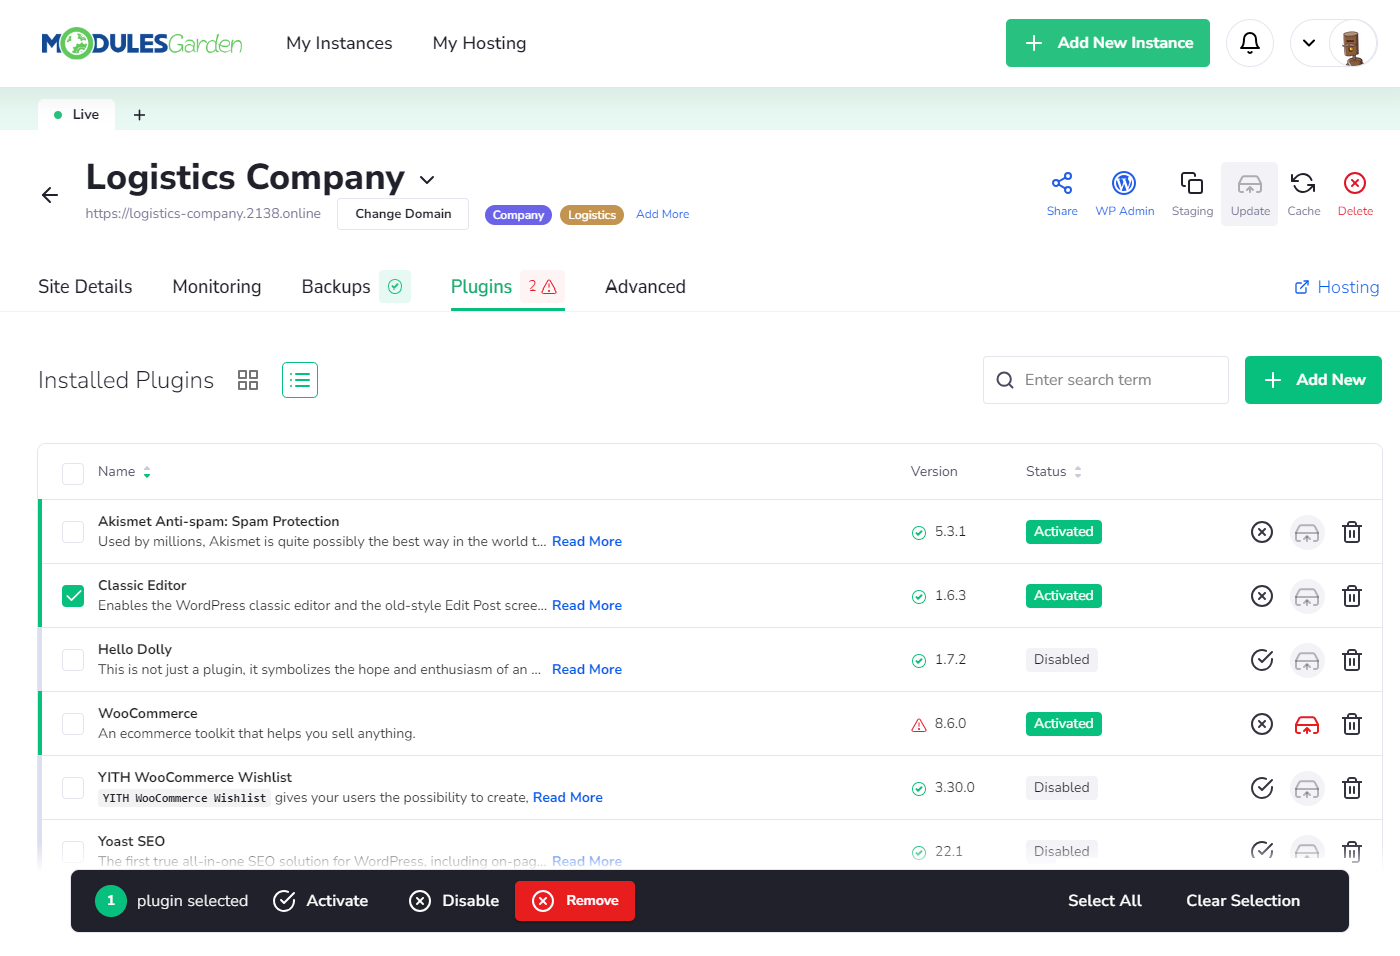 MODULESGarden
My Instances
My Hosting
Add New Instance
Live
Logistics Company
https://logistics-company.2138.online
Change Domain
Company
Logistics
Add More
Share
WP Admin
Staging
Update
Cache
Delete
Site Details
Monitoring
Backups
Plugins
2
Advanced
Hosting
Installed Plugins
Enter search term
Add New
Name
Version
Status
Akismet Anti-spam: Spam Protection
Used by millions, Akismet is quite possibly the best way in the world t... Read More
5.3.1
Activated
Classic Editor
Enables the WordPress classic editor and the old-style Edit Post scree... Read More
1.6.3
Activated
Hello Dolly
This is not just a plugin, it symbolizes the hope and enthusiasm of an ... Read More
1.7.2
Disabled
WooCommerce
An ecommerce toolkit that helps you sell anything.
8.6.0
Activated
YITH WooCommerce Wishlist
YITH WooCommerce Wishlist gives your users the possibility to create, Read More
3.30.0
Disabled
Yoast SEO
The first true all-in-one SEO solution for WordPress, including on-pag... Read More
22.1
Disabled
1
plugin selected
Activate
Disable
Remove
Select All
Clear Selection